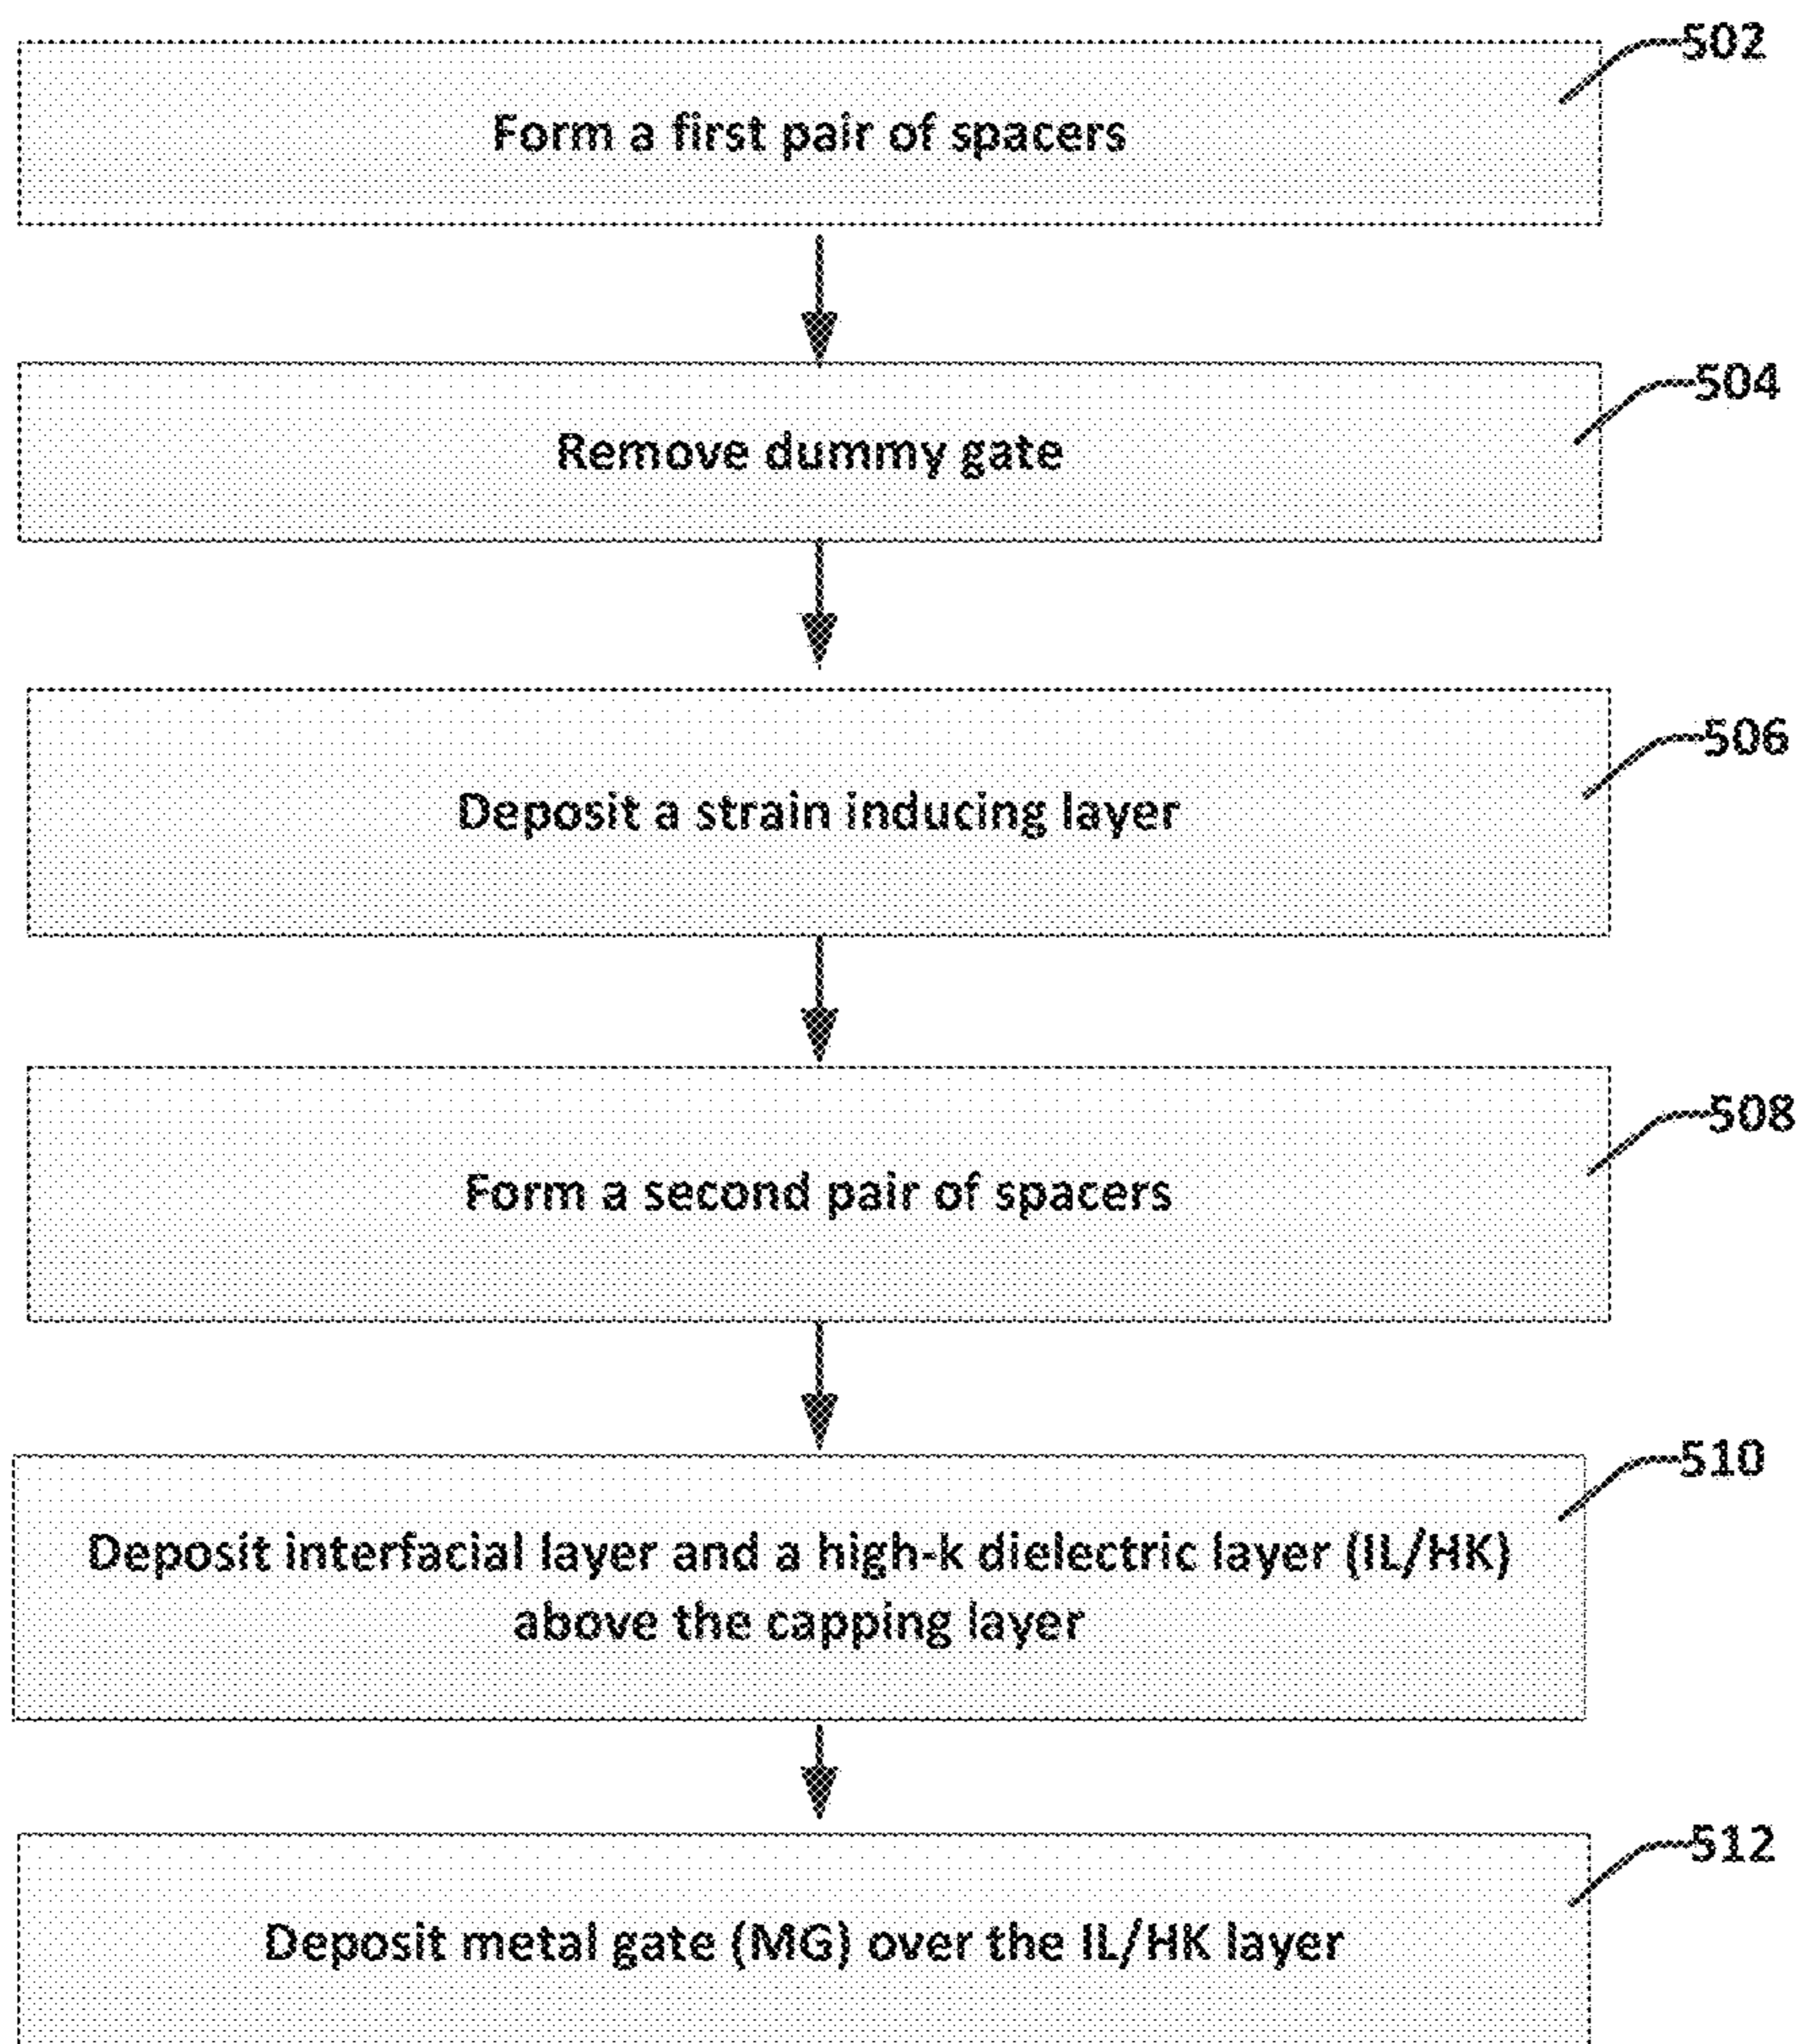 502
Form a first pair of spacers
504
Remove dummy gate
506
Deposit a strain inducing layer
508
Form a second pair of spacers
510
Deposit interfacial layer and a high-k dielectric layer (IL/HK)
above the capping layer
512
Deposit metal gate (MG) over the IL/HK layer